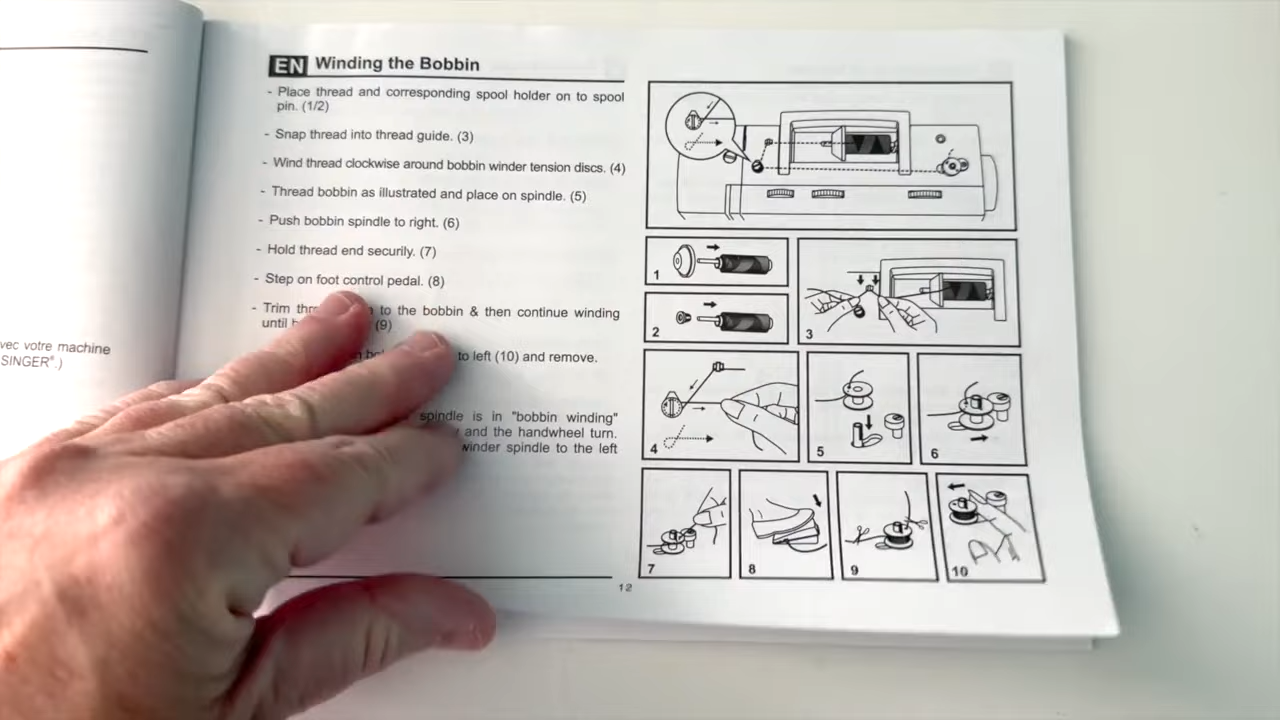 EN Winding the Bobbin
- Place thread and corresponding spool holder on to spool
pin. (1/2)
- Snap thread into thread guide. (3)
- Wind thread clockwise around bobbin winder tension discs. (4)
- Thread bobbin as illustrated and place on spindle. (5)
- Push bobbin spindle to right. (6)
- Hold thread end securily. (7)
- Step on foot control pedal. (8)
- Trim to the bobbin & then continue winding
until (9)
to left (10) and remove.
spindle is in "bobbin winding"
and the handwheel turn.
winder spindle to the left
12
vec votre machine
SINGER®.)
1
2
3
4
5
6
7
8
9
10